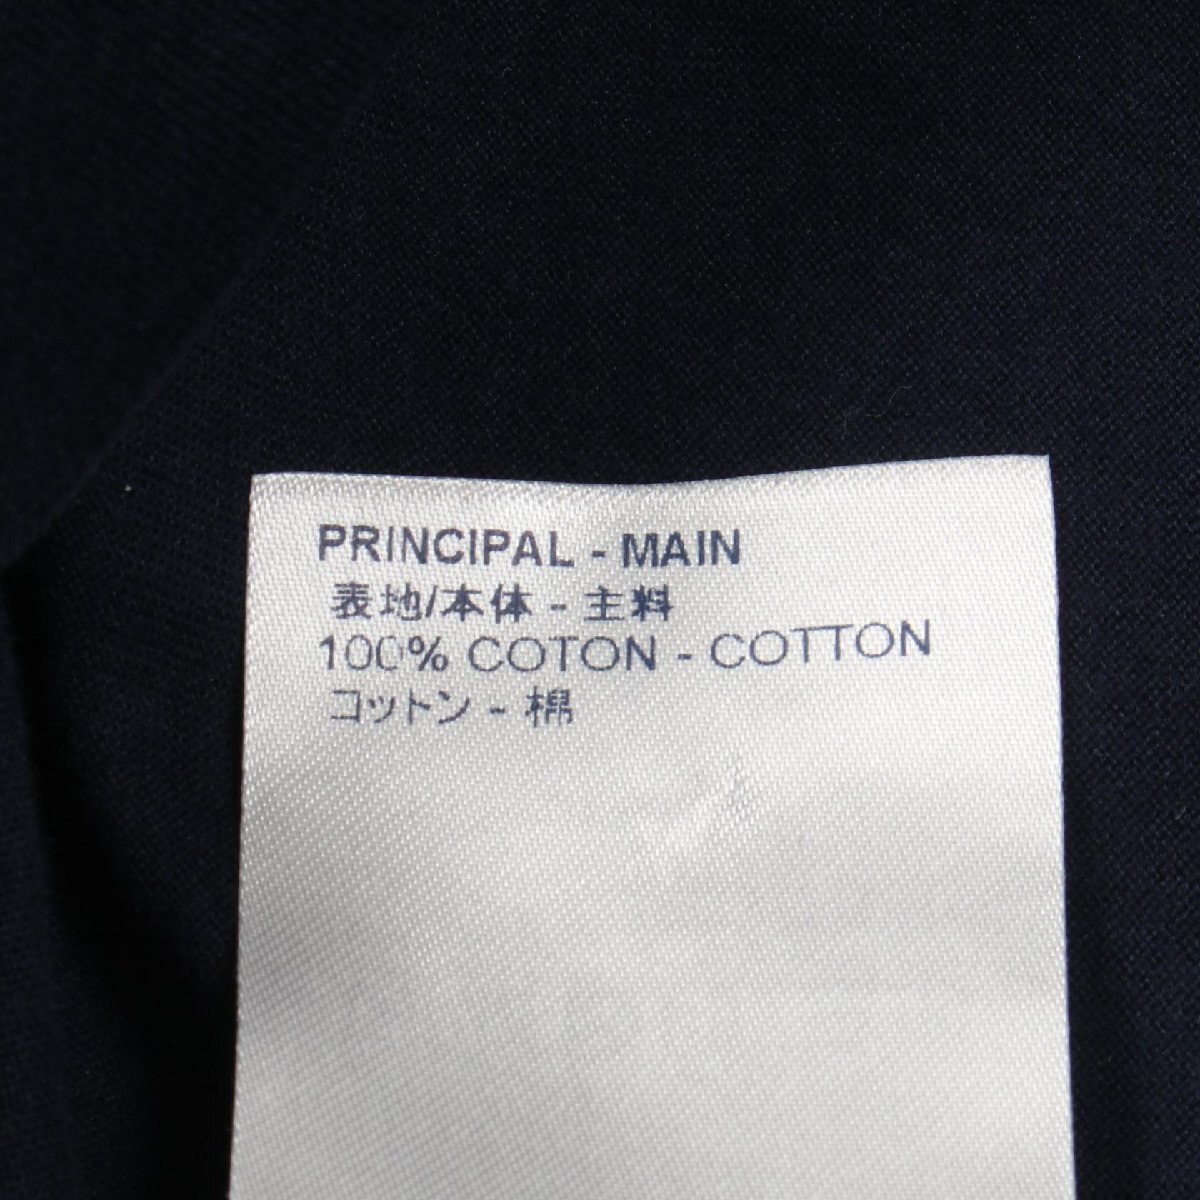 PRINCIPAL - MAIN
表地/本体 - 主料
100% COTON - COTTON
コットン - 棉